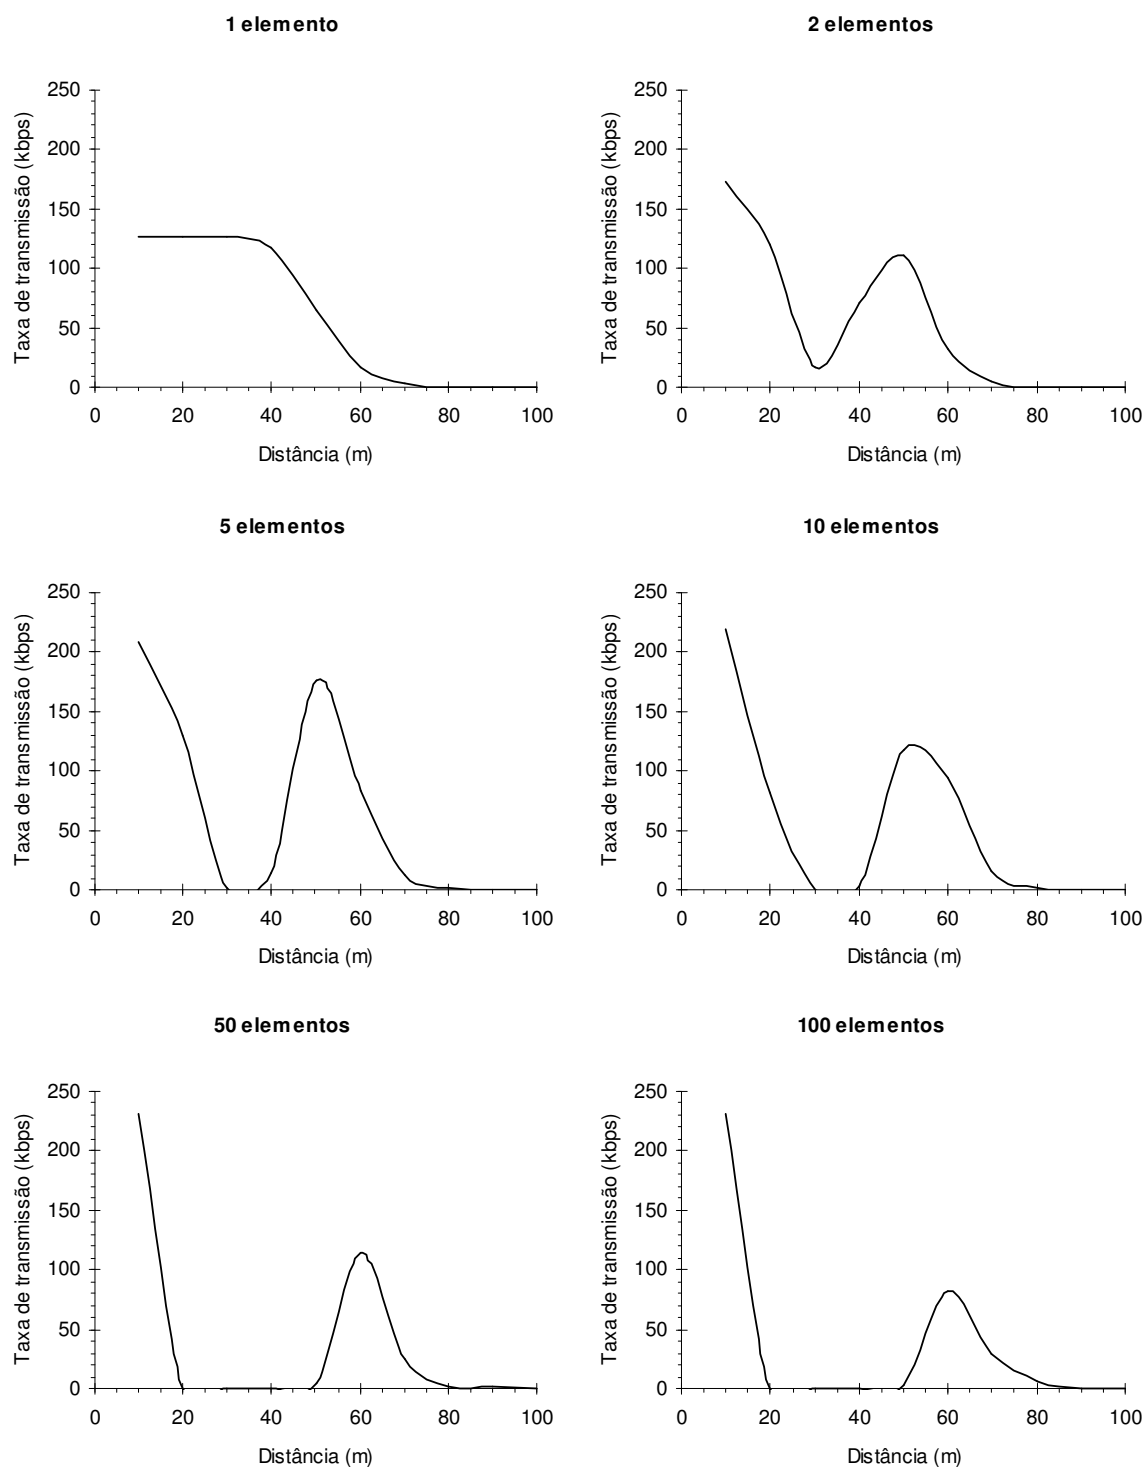 1 elemento
250
200
150
100
50
0
Taxa de transmissão (kbps)
0 20 40 60 80 100
Distância (m)
2 elementos
250
200
150
100
50
0
Taxa de transmissão (kbps)
0 20 40 60 80 100
Distância (m)
5 elementos
250
200
150
100
50
0
Taxa de transmissão (kbps)
0 20 40 60 80 100
Distância (m)
10 elementos
250
200
150
100
50
0
Taxa de transmissão (kbps)
0 20 40 60 80 100
Distância (m)
50 elementos
250
200
150
100
50
0
Taxa de transmissão (kbps)
0 20 40 60 80 100
Distância (m)
100 elementos
250
200
150
100
50
0
Taxa de transmissão (kbps)
0 20 40 60 80 100
Distância (m)